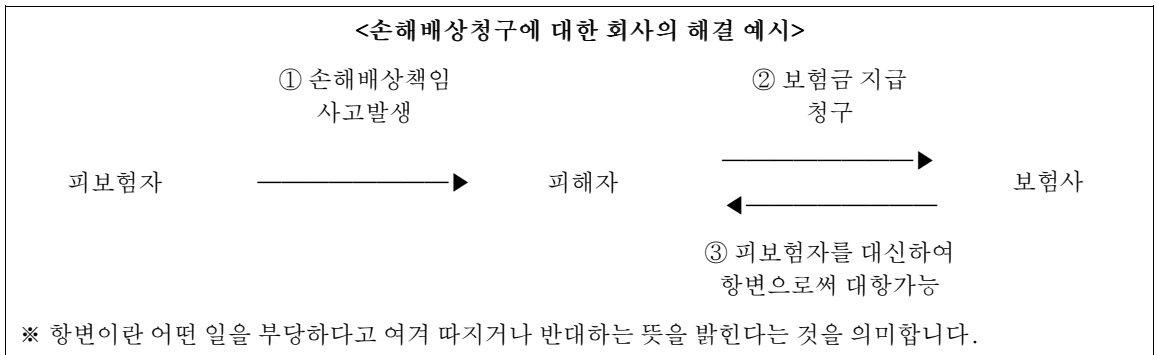 <손해배상청구에 대한 회사의 해결 예시>
① 손해배상책임
사고발생
② 보험금 지급
청구
피보험자
피해자
보험사
③ 피보험자를 대신하여
항변으로써 대항가능
※ 항변이란 어떤 일을 부당하다고 여겨 따지거나 반대하는 뜻을 밝힌다는 것을 의미합니다.